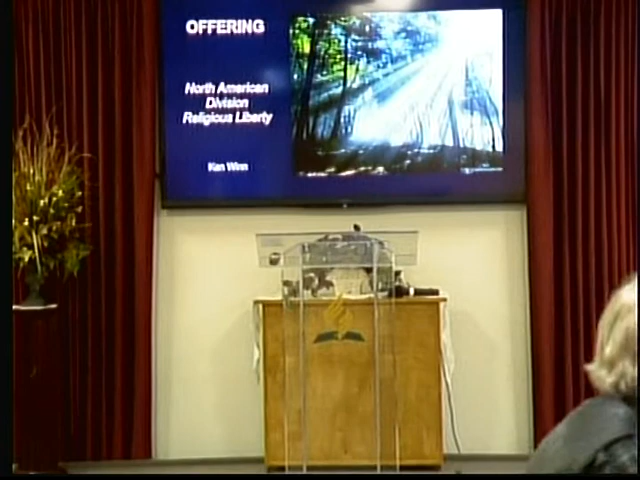 OFFERING
North American
Division
Religious Liberty
Ken Winn